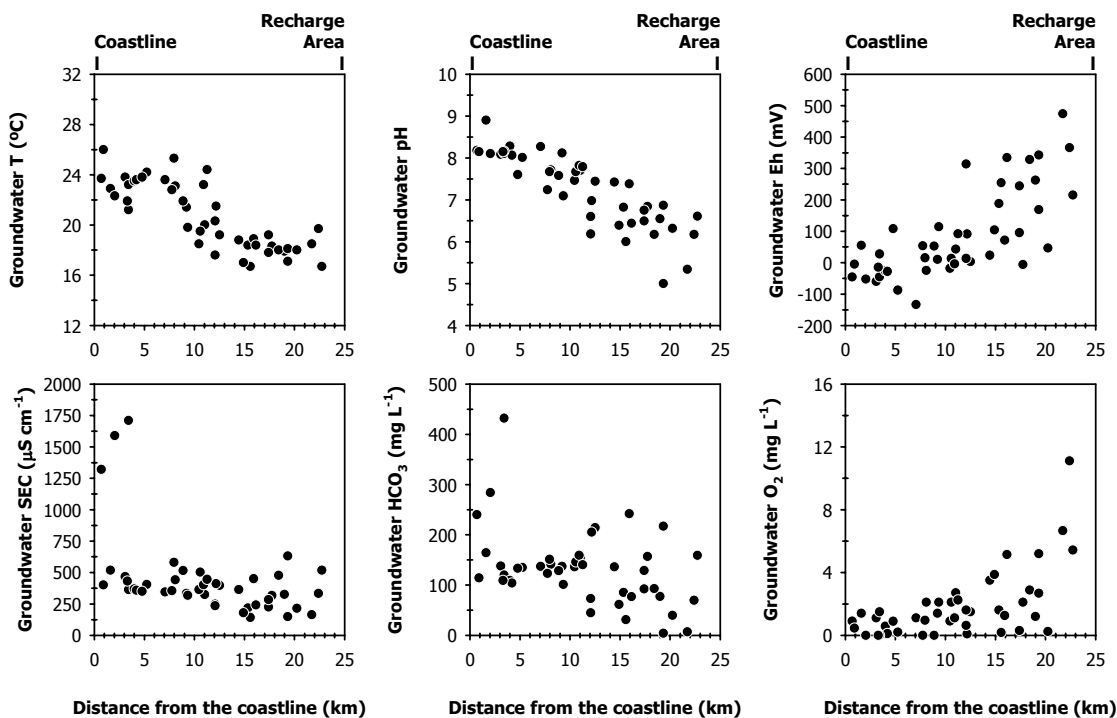 Coastline
Recharge
Area
Coastline
Recharge
Area
Coastline
Recharge
Area
Groundwater T (ºC)
32
28
24
20
16
12
0 5 10 15 20 25
Groundwater pH
10
9
8
7
6
5
4
0 5 10 15 20 25
Groundwater Eh (mV)
600
500
400
300
200
100
0
-100
-200
0 5 10 15 20 25
Groundwater SEC (μS cm⁻¹)
2000
1750
1500
1250
1000
750
500
250
0
0 5 10 15 20 25
Distance from the coastline (km)
Groundwater HCO₃ (mg L⁻¹)
500
400
300
200
100
0
0 5 10 15 20 25
Distance from the coastline (km)
Groundwater O₂ (mg L⁻¹)
16
12
8
4
0
0 5 10 15 20 25
Distance from the coastline (km)